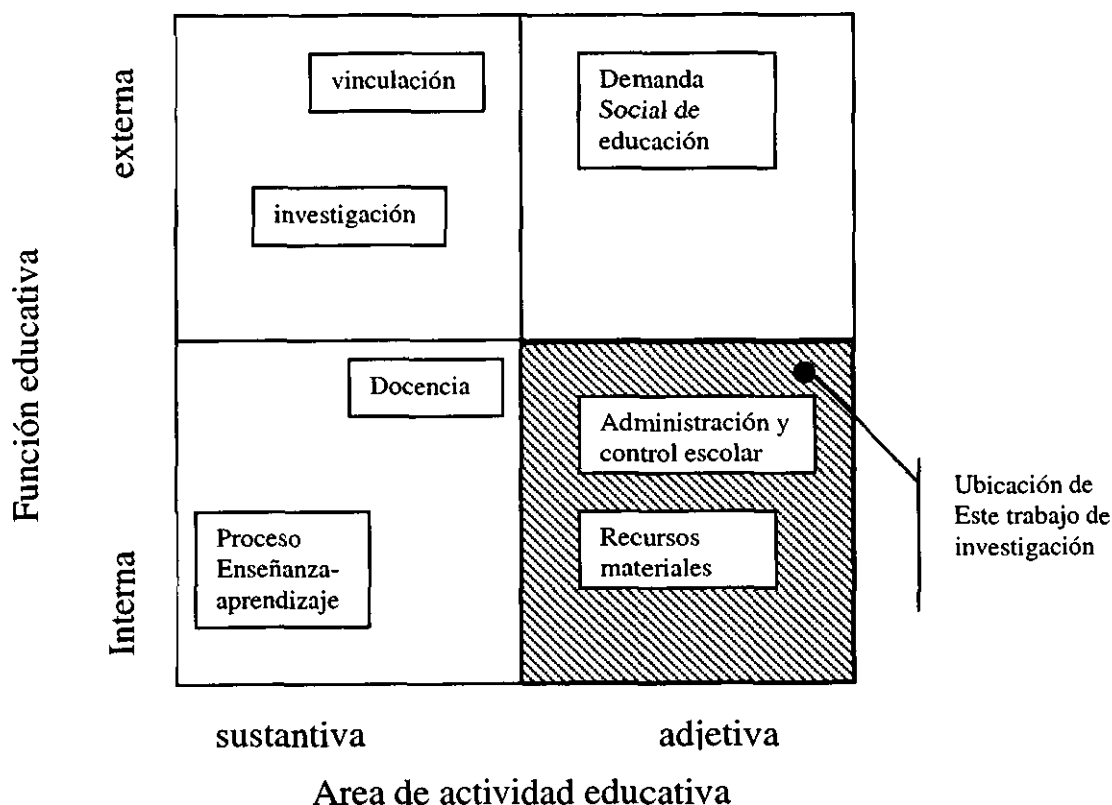 externa
vinculación
Demanda
Social de
educación
investigación
Función educativa
Docencia
Administración y
control escolar
Ubicación de
Este trabajo de
investigación
Interna
Proceso
Enseñanza-
aprendizaje
Recursos
materiales
sustantiva
adjetiva
Area de actividad educativa